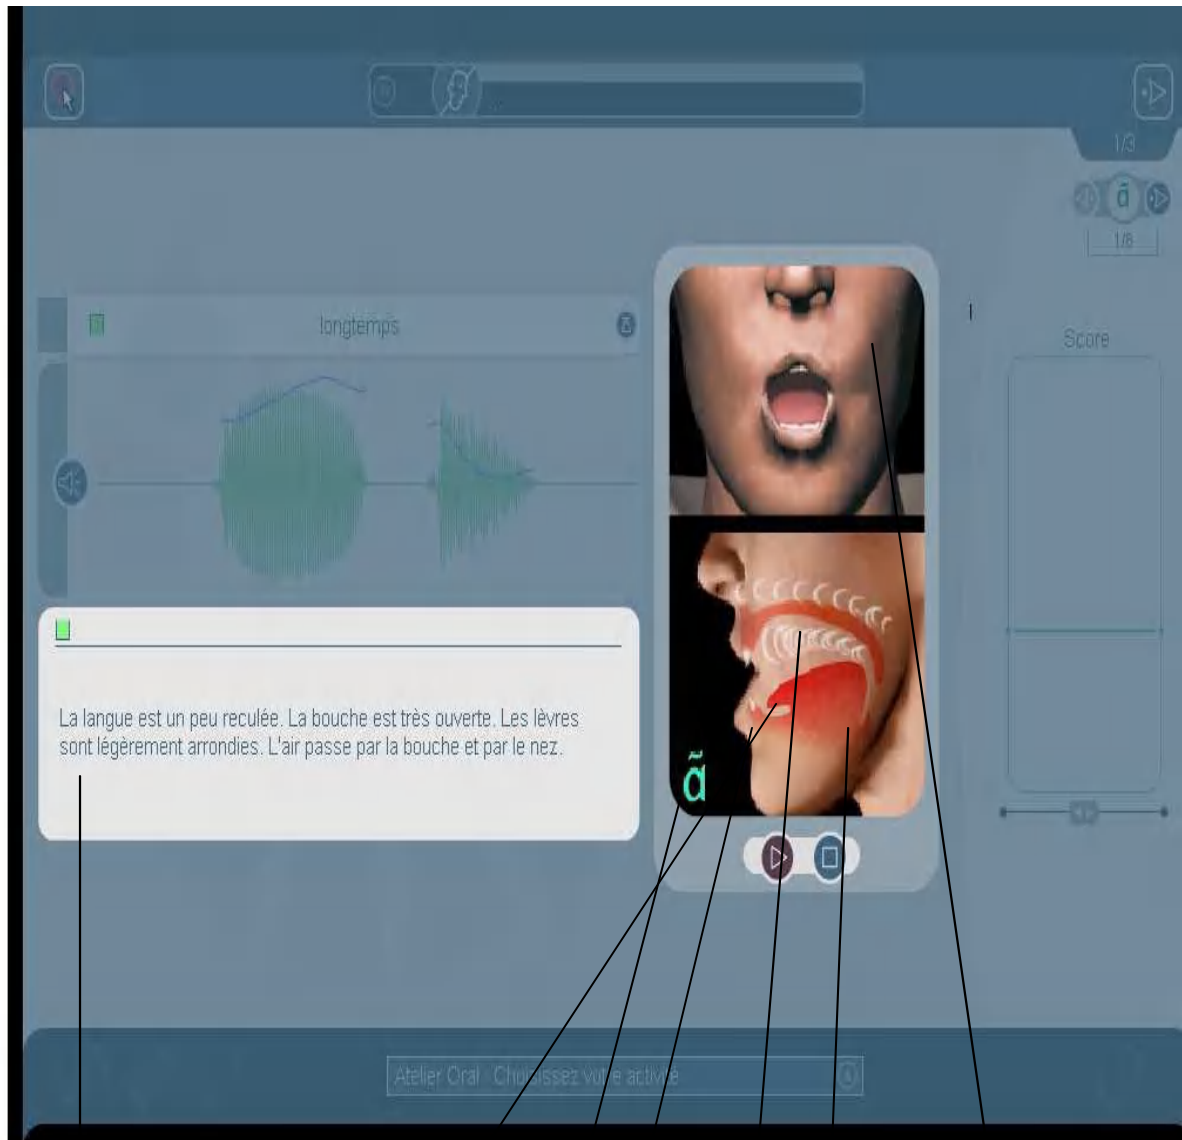 ...
1/3
ã
1/8
longtemps
Score
La langue est un peu reculée. La bouche est très ouverte. Les lèvres
sont légèrement arrondies. L'air passe par la bouche et par le nez.
ɑ̃
Atelier Oral : Choisissez votre activité